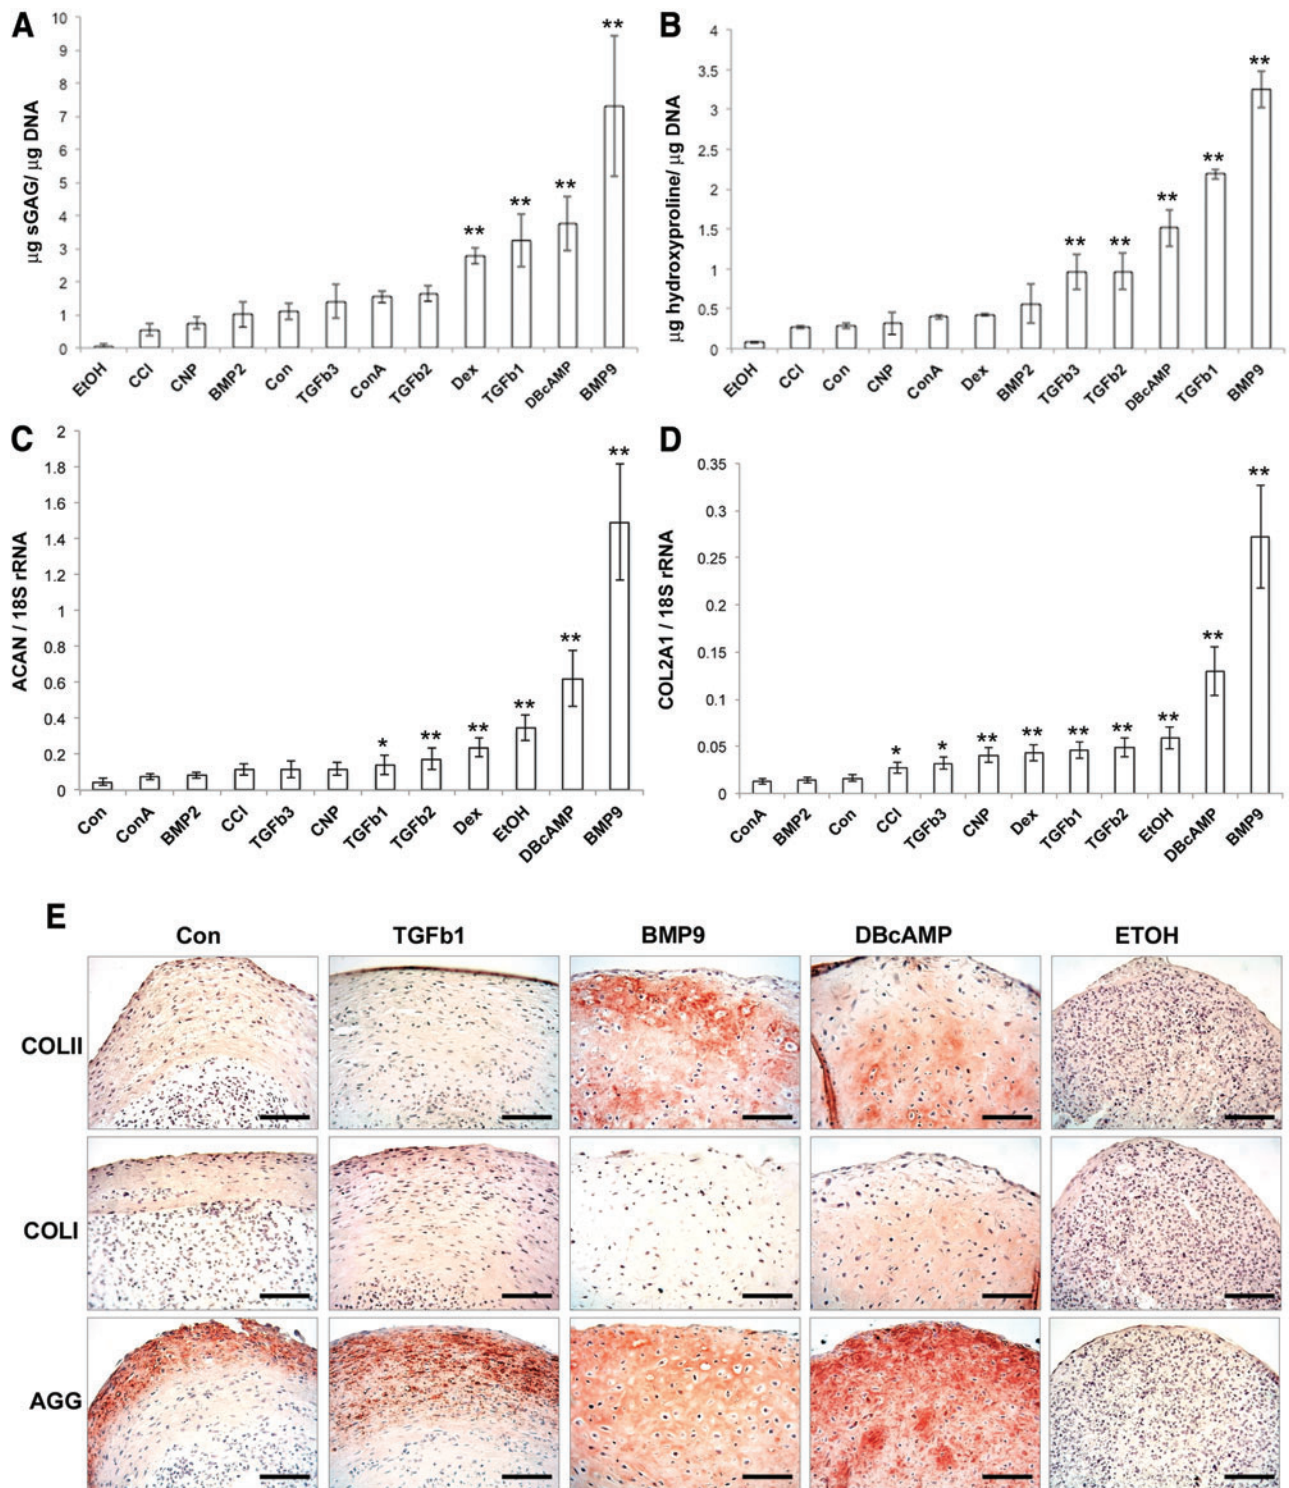 A
μg sGAG/ μg DNA
10
9
8
7
6
5
4
3
2
1
0
**
**
**
**
EtOH
CCI
CNP
BMP2
Con
TGFb3
ConA
TGFb2
Dex
TGFb1
DBcAMP
BMP9
B
μg hydroxyproline/ μg DNA
4
3.5
3
2.5
2
1.5
1
0.5
0
**
**
**
**
**
EtOH
CCI
Con
CNP
ConA
Dex
BMP2
TGFb3
TGFb2
DBcAMP
TGFb1
BMP9
C
ACAN / 18S rRNA
2
1.8
1.6
1.4
1.2
1
0.8
0.6
0.4
0.2
0
*
**
**
**
**
**
Con
ConA
BMP2
CCI
TGFb3
CNP
TGFb1
TGFb2
Dex
EtOH
DBcAMP
BMP9
D
COL2A1 / 18S rRNA
0.35
0.3
0.25
0.2
0.15
0.1
0.05
0
*
*
**
**
**
**
**
**
**
ConA
BMP2
Con
CCI
TGFb3
CNP
Dex
TGFb1
TGFb2
EtOH
DBcAMP
BMP9
E
Con TGFb1 BMP9 DBcAMP ETOH
COLII
COLI
AGG